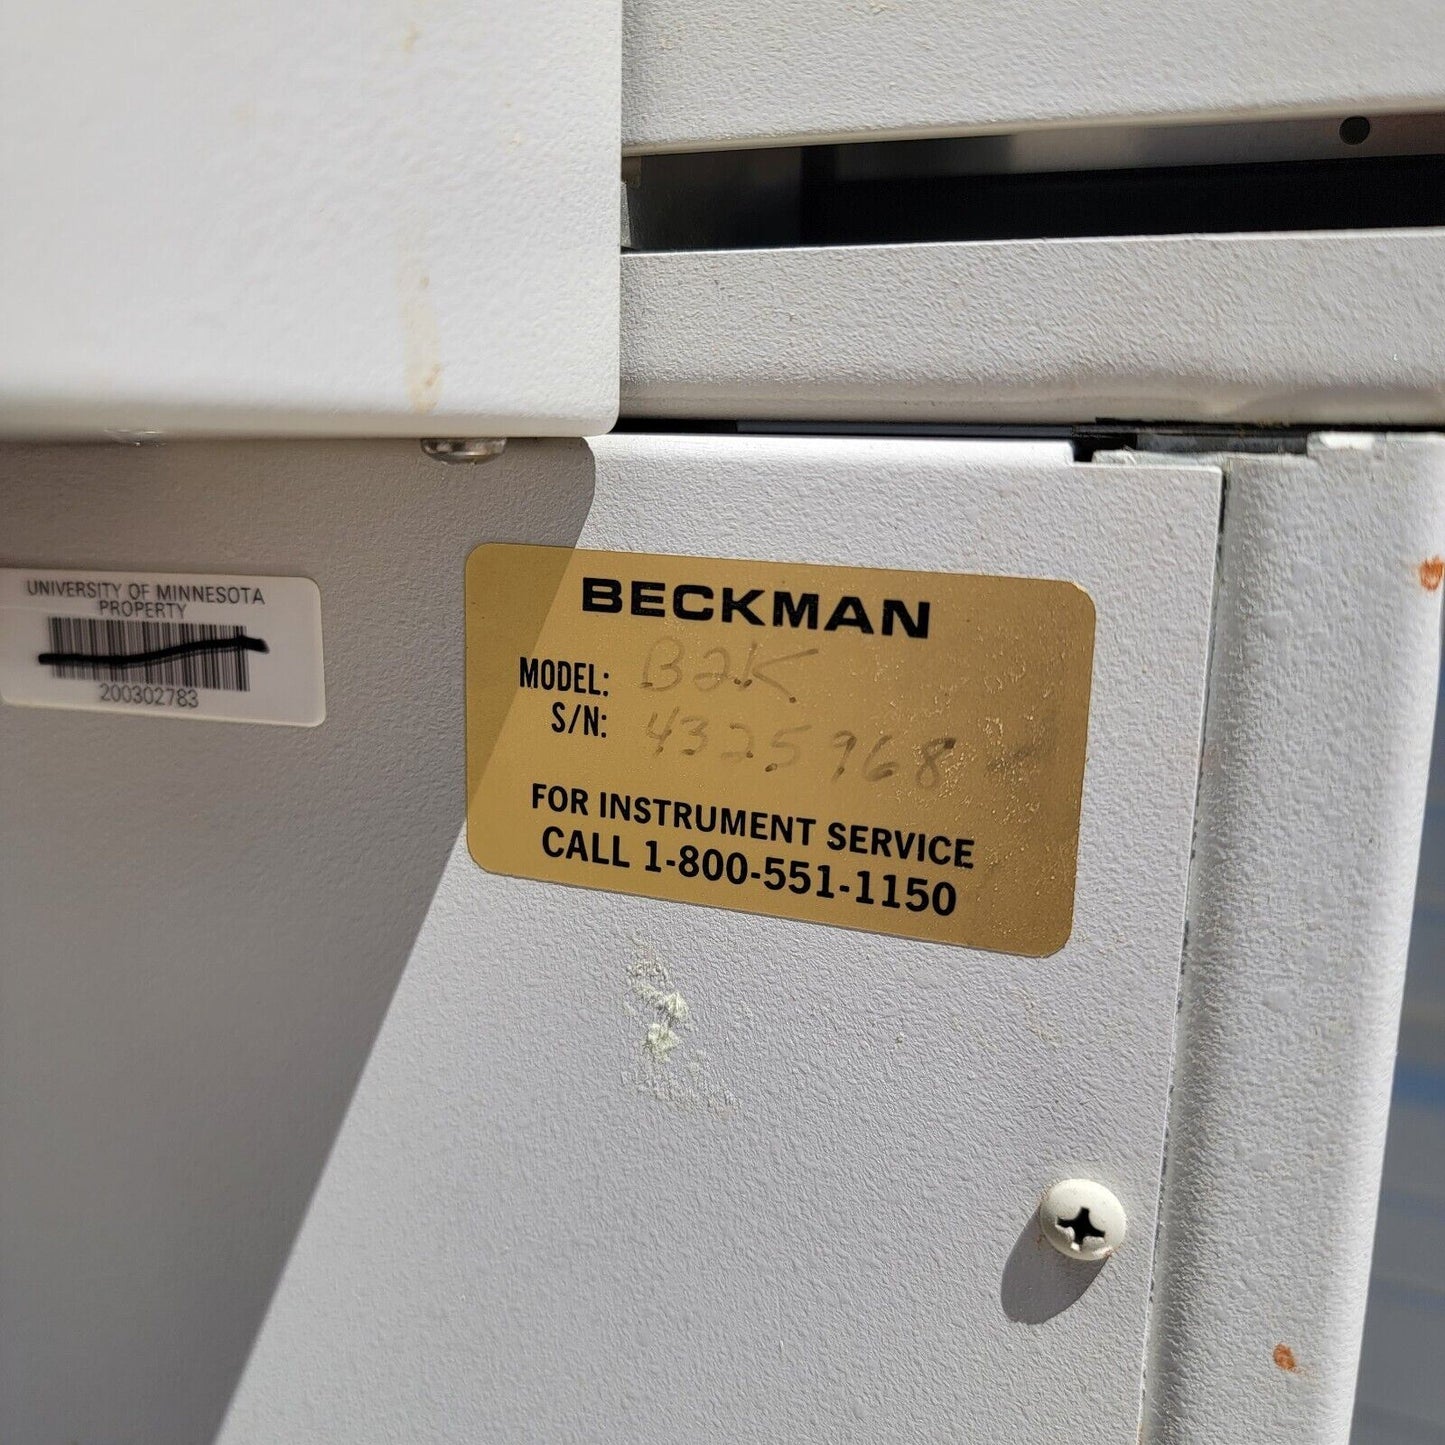 UNIVERSITY OF MINNESOTA
PROPERTY
200302783
BECKMAN
MODEL: B2K
S/N: 4325968
FOR INSTRUMENT SERVICE
CALL 1-800-551-1150